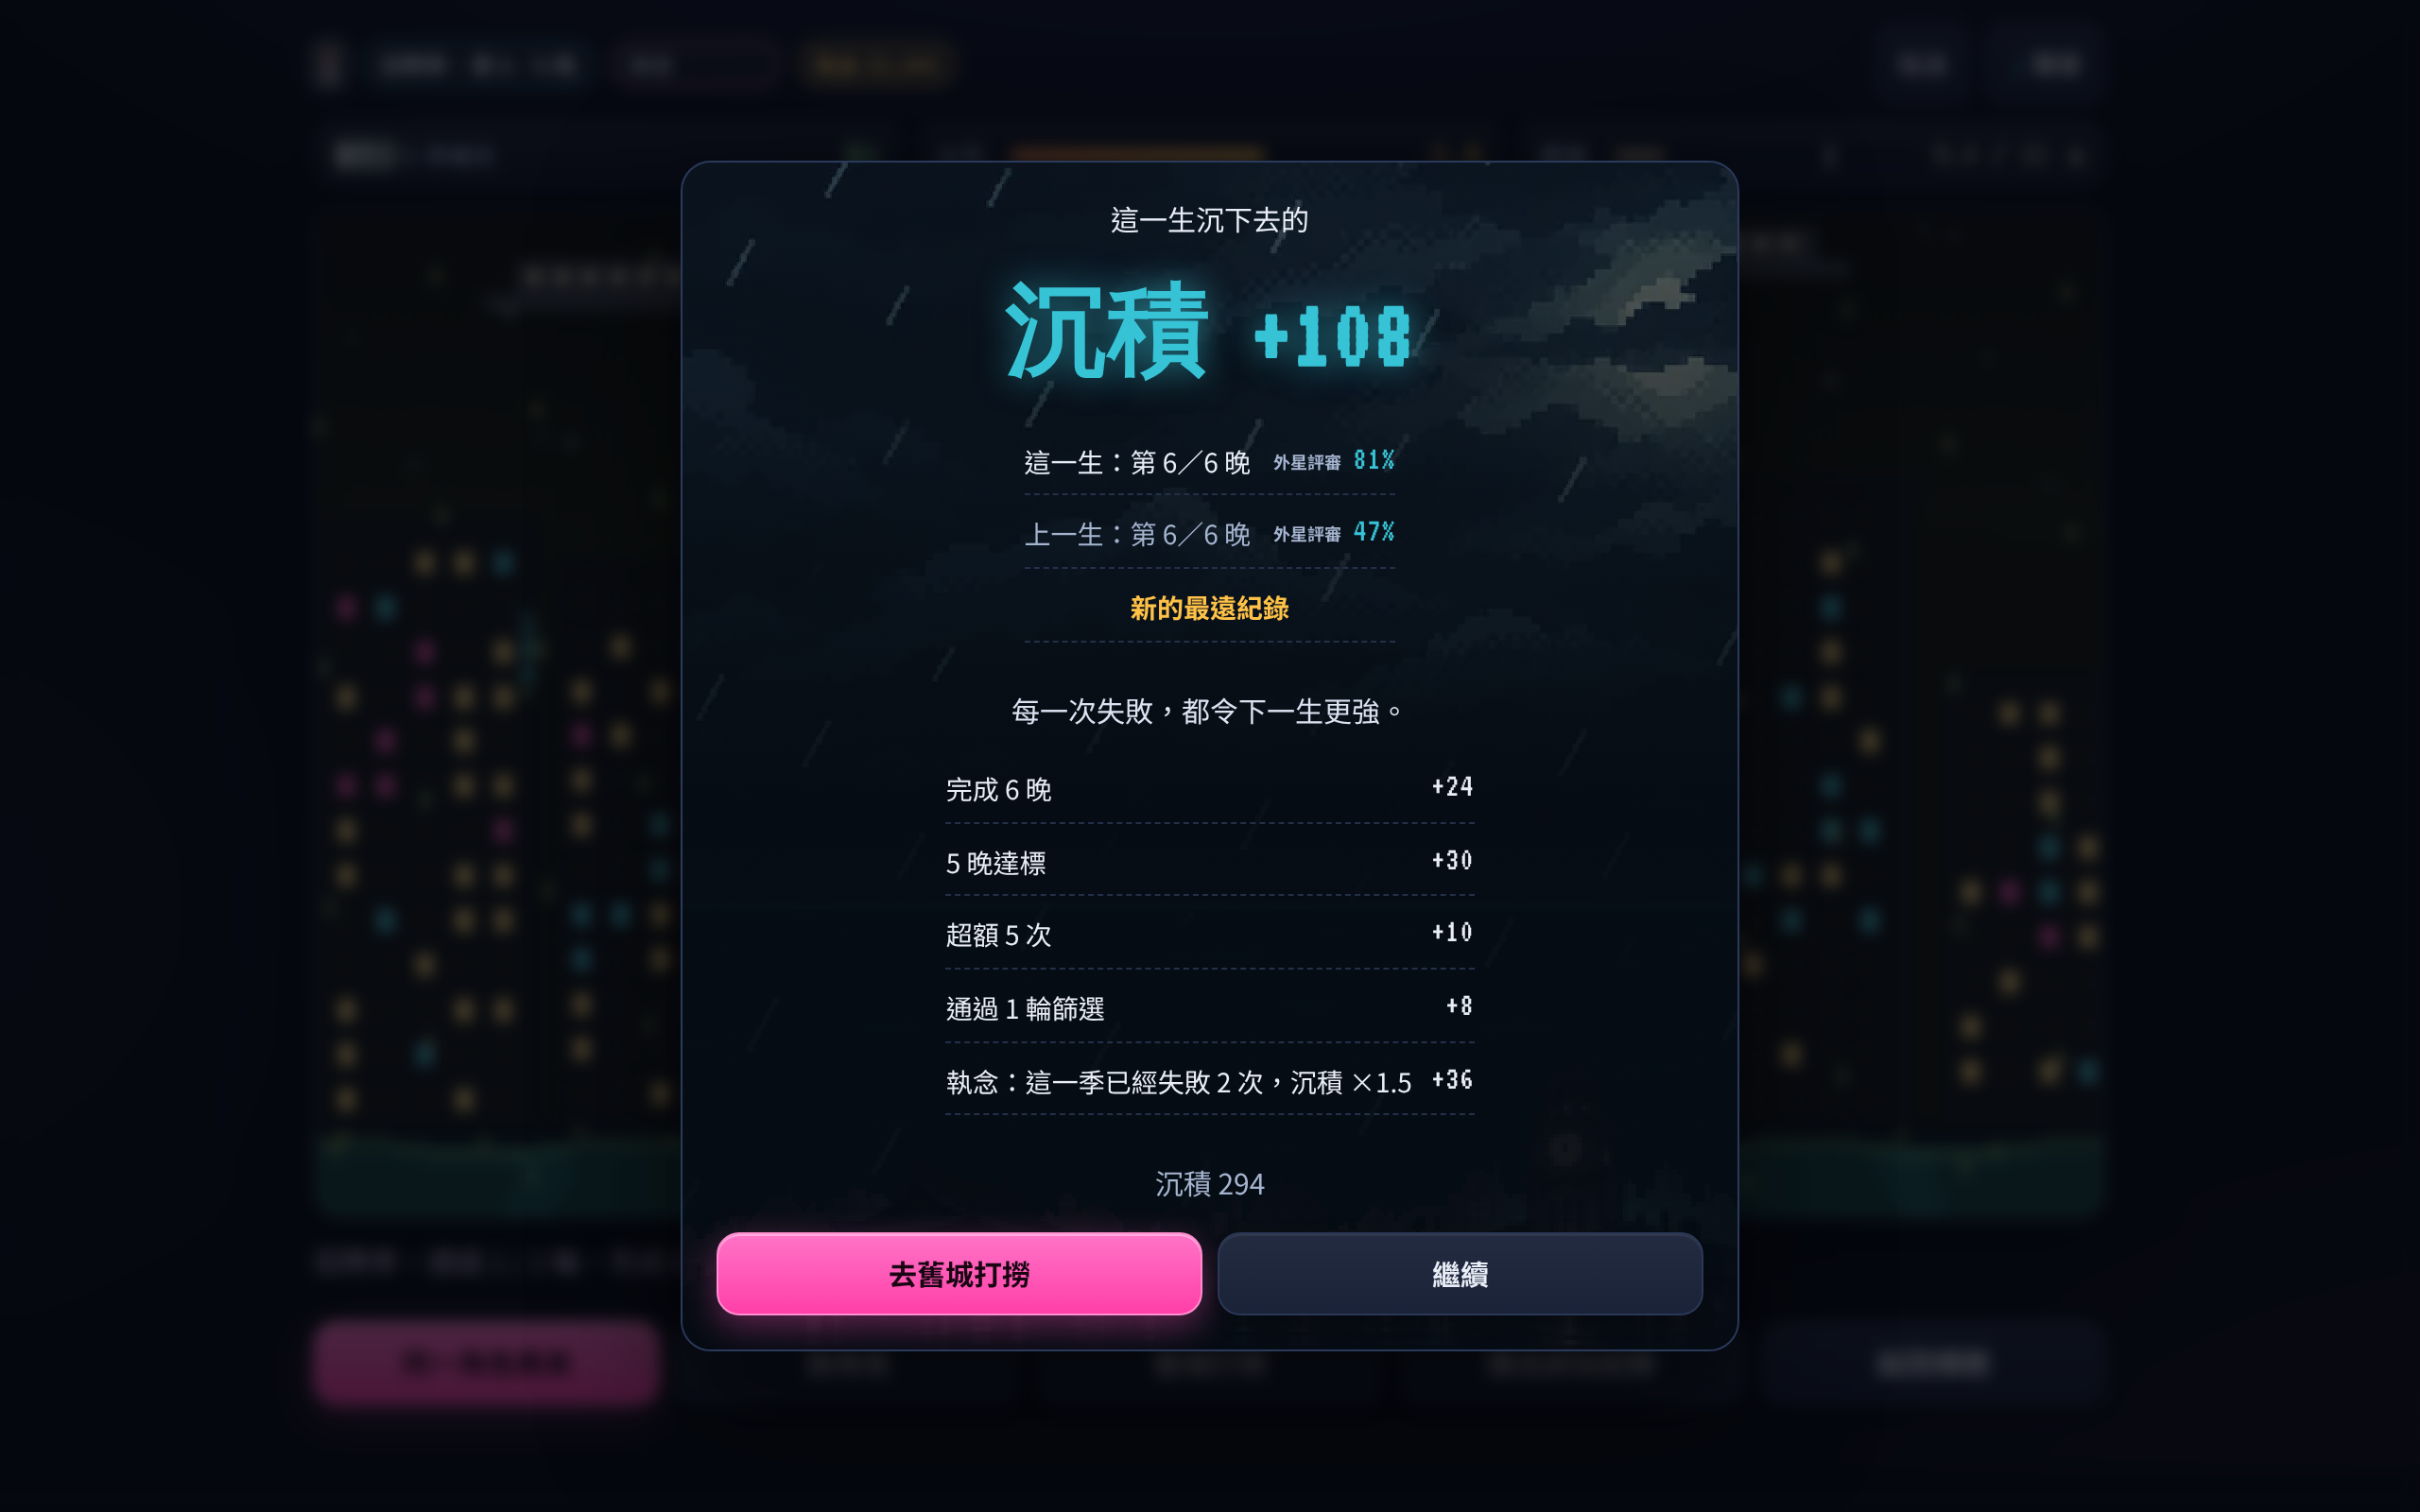 這一生沉下去的
沉積 +108
這一生：第 6／6 晚 外星評審 81%
上一生：第 6／6 晚 外星評審 47%
新的最遠紀錄
每一次失敗，都令下一生更強。
完成 6 晚 +24
5 晚達標 +30
超額 5 次 +10
通過 1 輪篩選 +8
執念：這一季已經失敗 2 次，沉積 ×1.5 +36
沉積 294
去舊城打撈 繼續